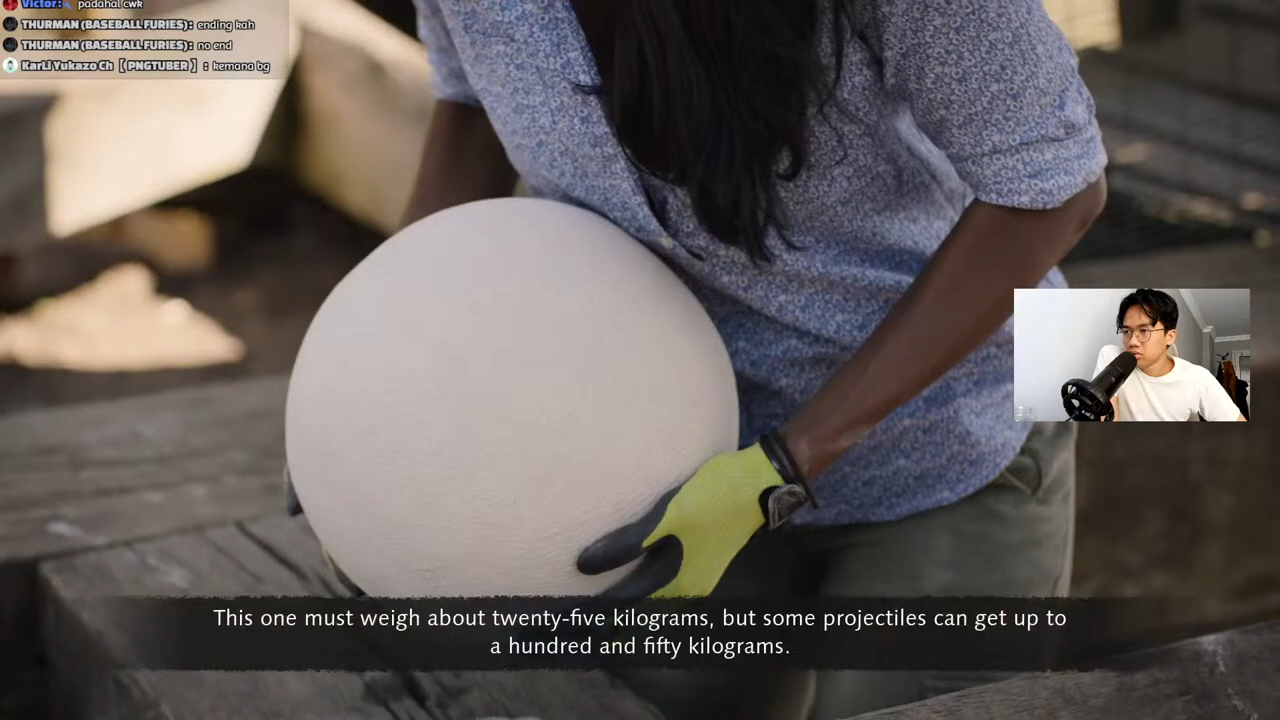 Victor: padahal cwk
THURMAN (BASEBALL FURIES): ending kah
THURMAN (BASEBALL FURIES): no end
KarLi Yukazo Ch【PNGTUBER】: kemana bg
This one must weigh about twenty-five kilograms, but some projectiles can get up to
a hundred and fifty kilograms.